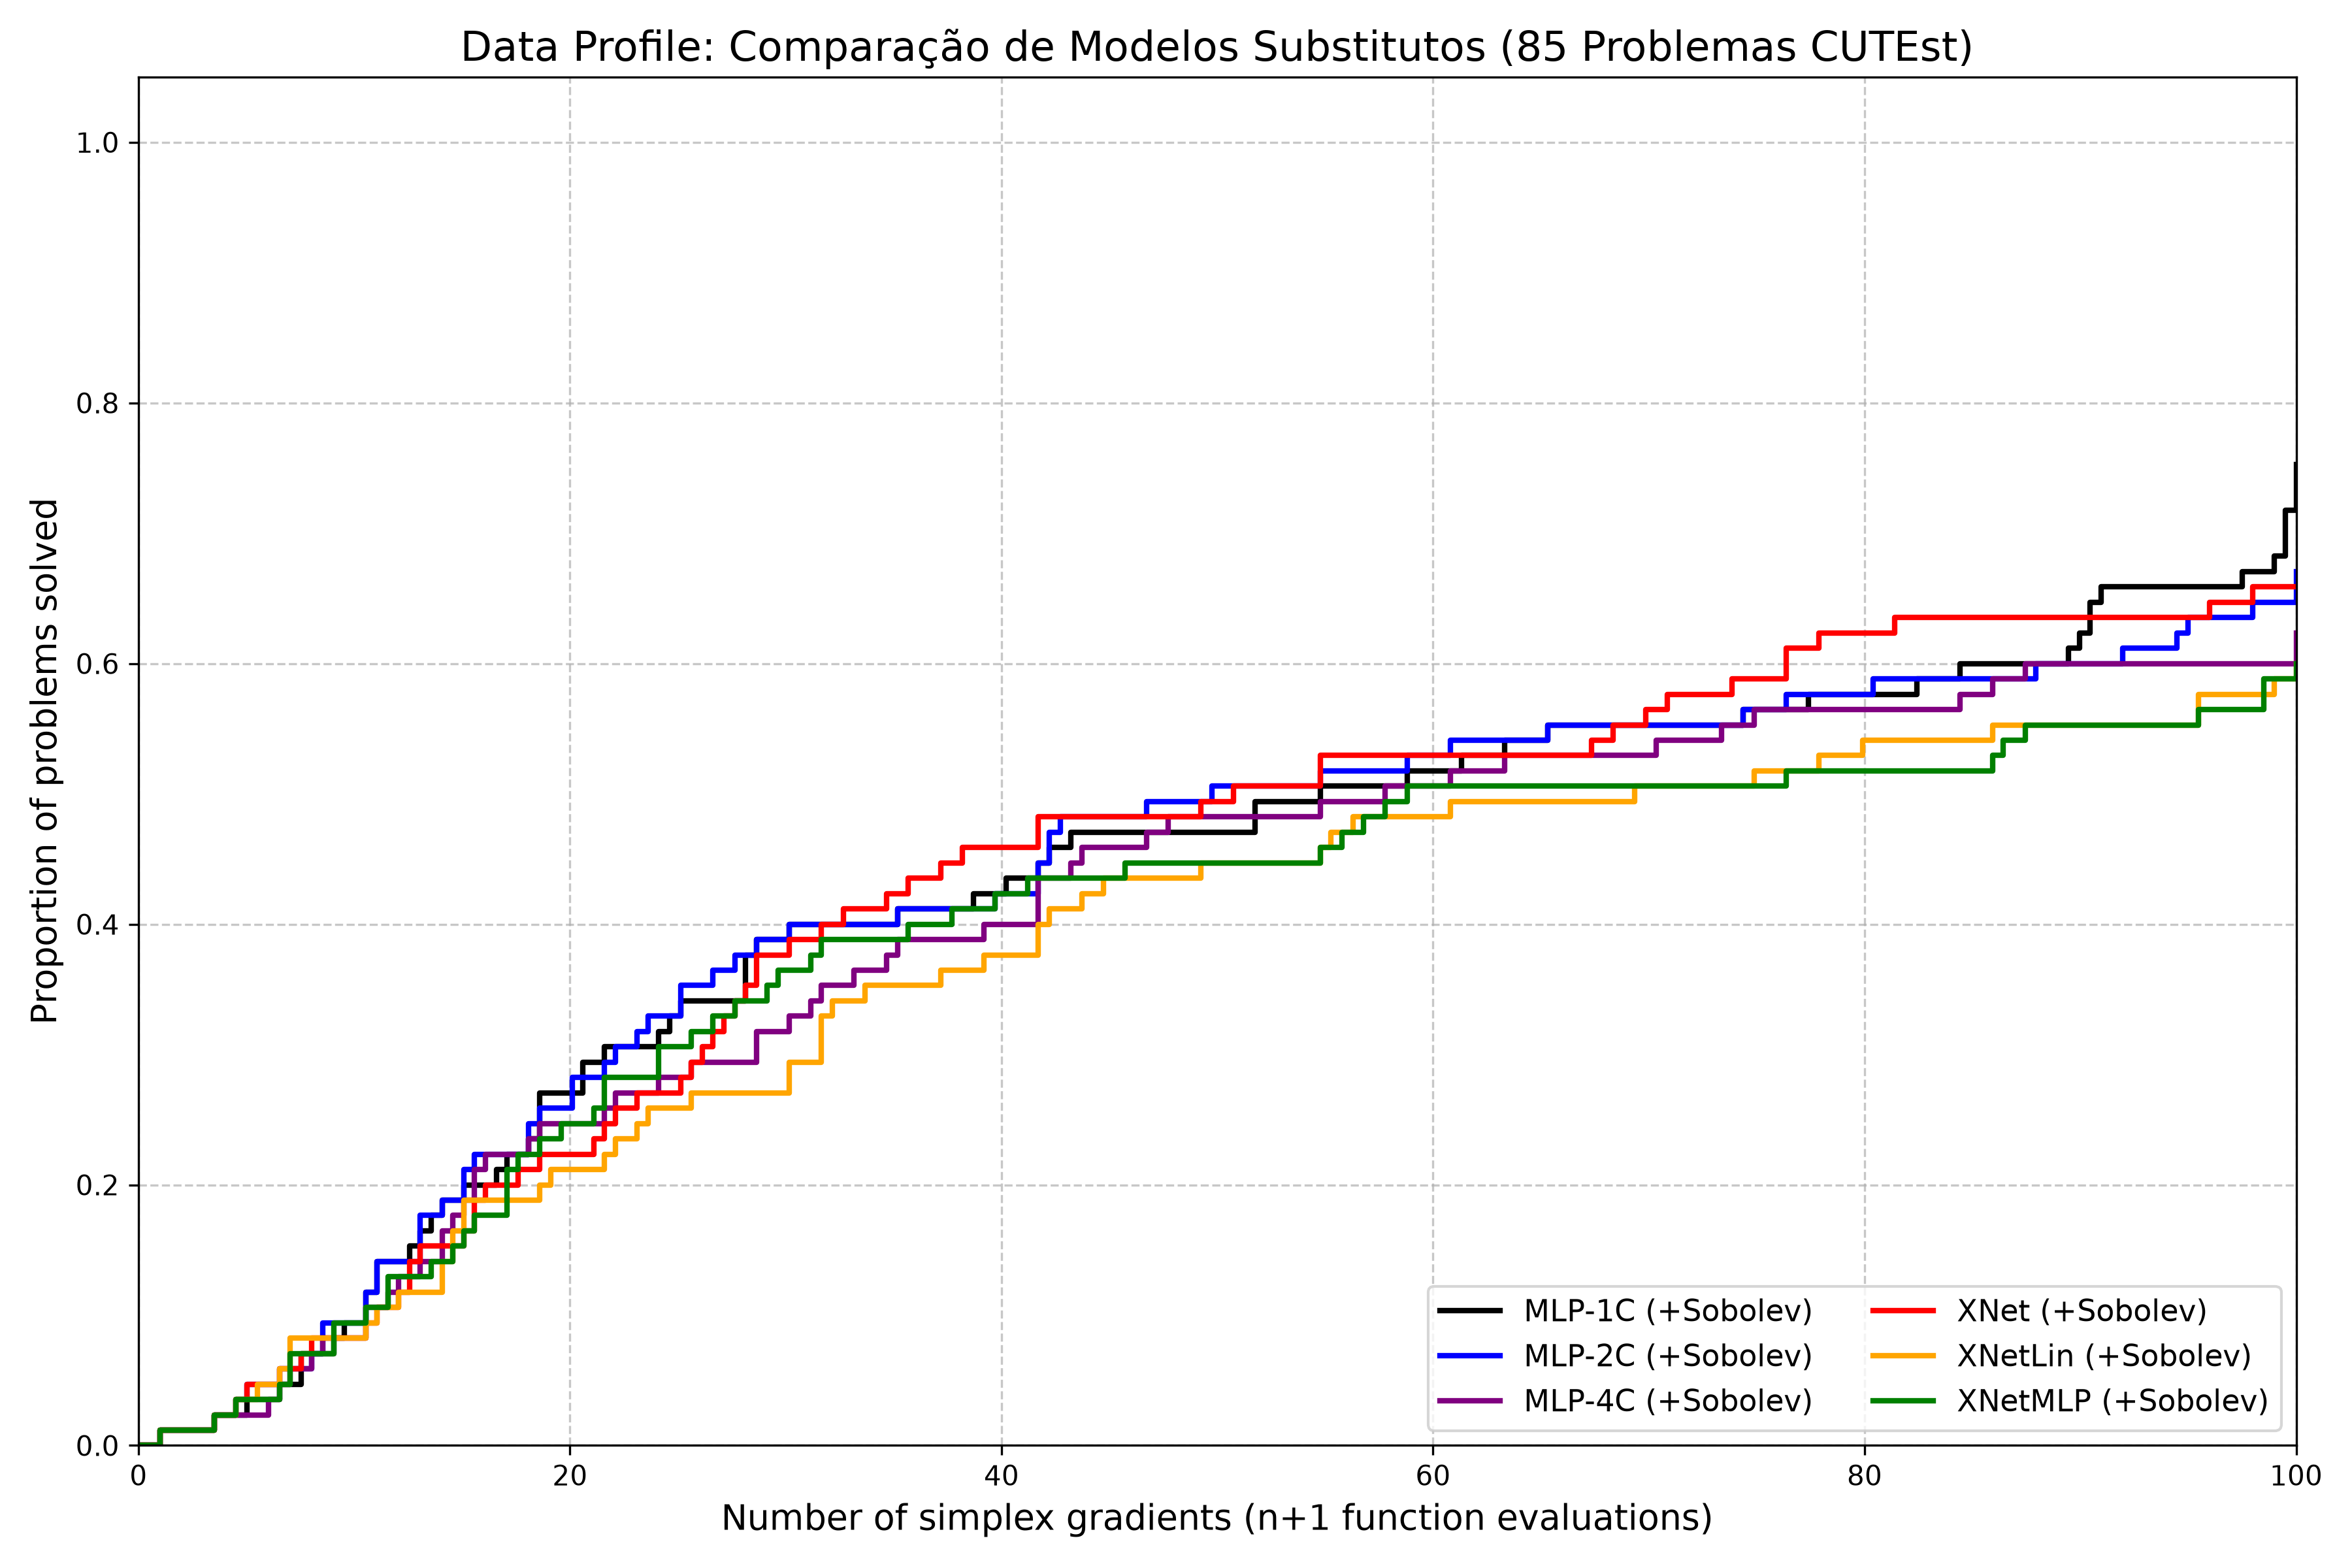 Data Profile: Comparação de Modelos Substitutos (85 Problemas CUTEst)
Proportion of problems solved
1.0
0.8
0.6
0.4
0.2
0.0
0
20
40
60
80
100
Number of simplex gradients (n+1 function evaluations)
MLP-1C (+Sobolev)
MLP-2C (+Sobolev)
MLP-4C (+Sobolev)
XNet (+Sobolev)
XNetLin (+Sobolev)
XNetMLP (+Sobolev)